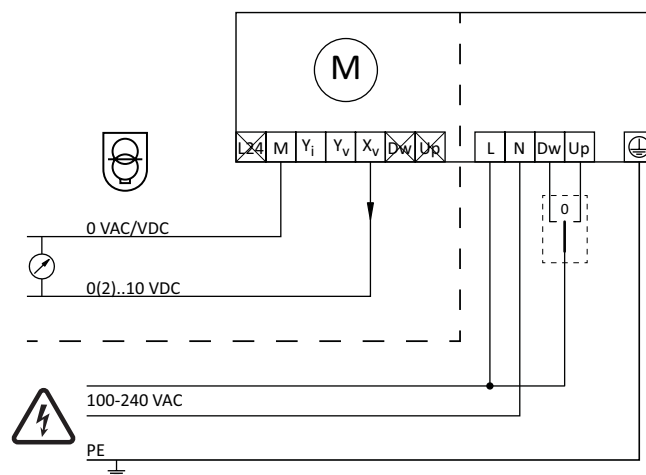 M
L24 M Yi Yv Xv Dw Up L N Dw Up
0
0 VAC/VDC
0(2)..10 VDC
100-240 VAC
PE